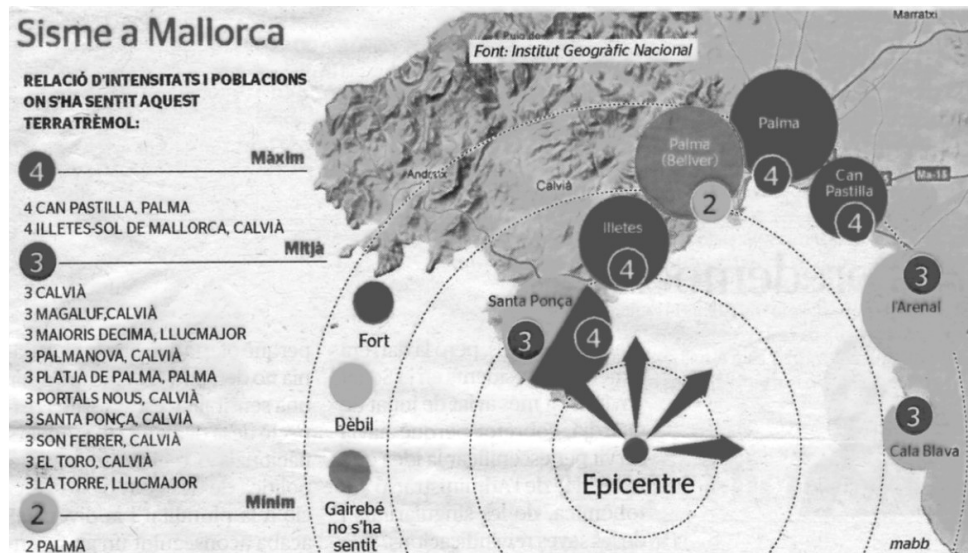 Sisme a Mallorca
RELACIÓ D'INTENSITATS I POBLACIONS
ON S'HA SENTIT AQUEST
TERRATRÈMOL:
4 Màxim
4 CAN PASTILLA, PALMA
4 ILLETES-SOL DE MALLORCA, CALVIÀ
3 Mitjà
3 CALVIÀ
3 MAGALUF,CALVIÀ
3 MAIORIS DECIMA, LLUCMAJOR
3 PALMANOVA, CALVIÀ
3 PLATJA DE PALMA, PALMA
3 PORTALS NOUS, CALVIÀ
3 SANTA PONÇA, CALVIÀ
3 SON FERRER, CALVIÀ
3 EL TORO, CALVIÀ
3 LA TORRE, LLUCMAJOR
2 Mínim
2 PALMA
Fort
Dèbil
Gairebé
no s'ha
sentit
Font: Institut Geogràfic Nacional
Marratxí
Andratx
Calvià
Palma
(Bellver)
2
Palma
4
Can
Pastilla
4
Ma-15
Illetes
4
Santa Ponça
3
4
3
l'Arenal
3
Cala Blava
Epicentre
mabb